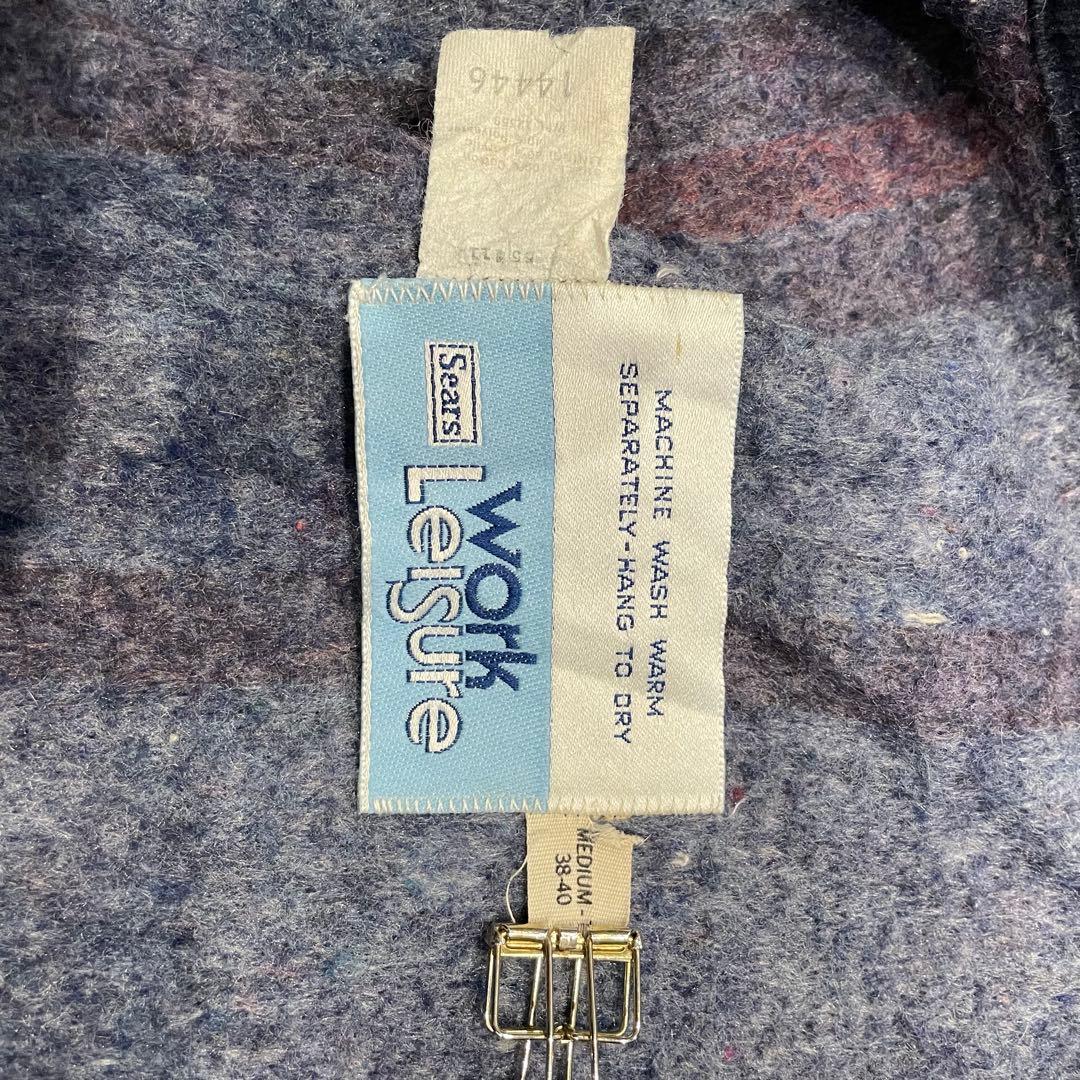 Sears
work
Leisure
MACHINE WASH WARM
SEPARATELY-HANG TO DRY
MEDIUM -
38-40
14446